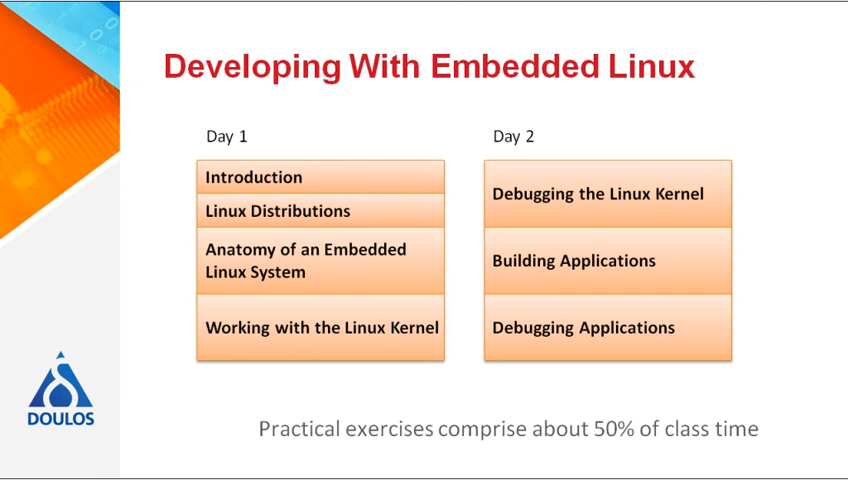 Developing With Embedded Linux
Day 1
Introduction
Linux Distributions
Anatomy of an Embedded
Linux System
Working with the Linux Kernel
Day 2
Debugging the Linux Kernel
Building Applications
Debugging Applications
DOULOS
Practical exercises comprise about 50% of class time